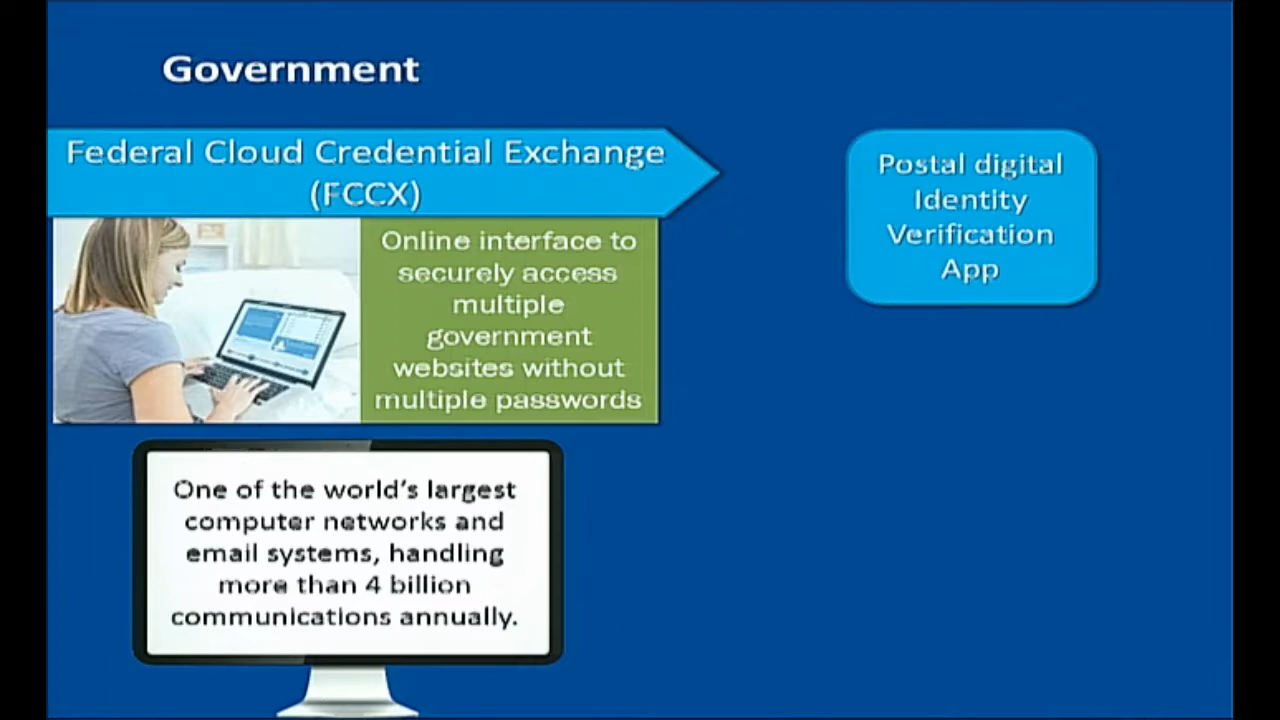 Government
Federal Cloud Credential Exchange
(FCCX)
Online interface to
securely access
multiple
government
websites without
multiple passwords
One of the world's largest
computer networks and
email systems, handling
more than 4 billion
communications annually.
Postal digital
Identity
Verification
App